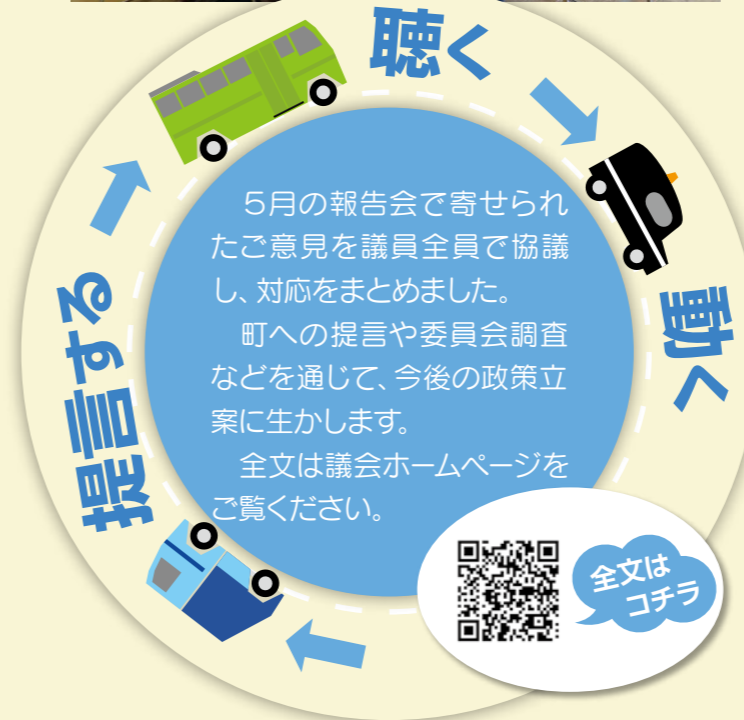 聴く
動く
提言する
　5月の報告会で寄せられ
たご意見を議員全員で協議
し、対応をまとめました。
　町への提言や委員会調査
などを通じて、今後の政策立
案に生かします。
　全文は議会ホームページを
ご覧ください。
全文は
コチラ